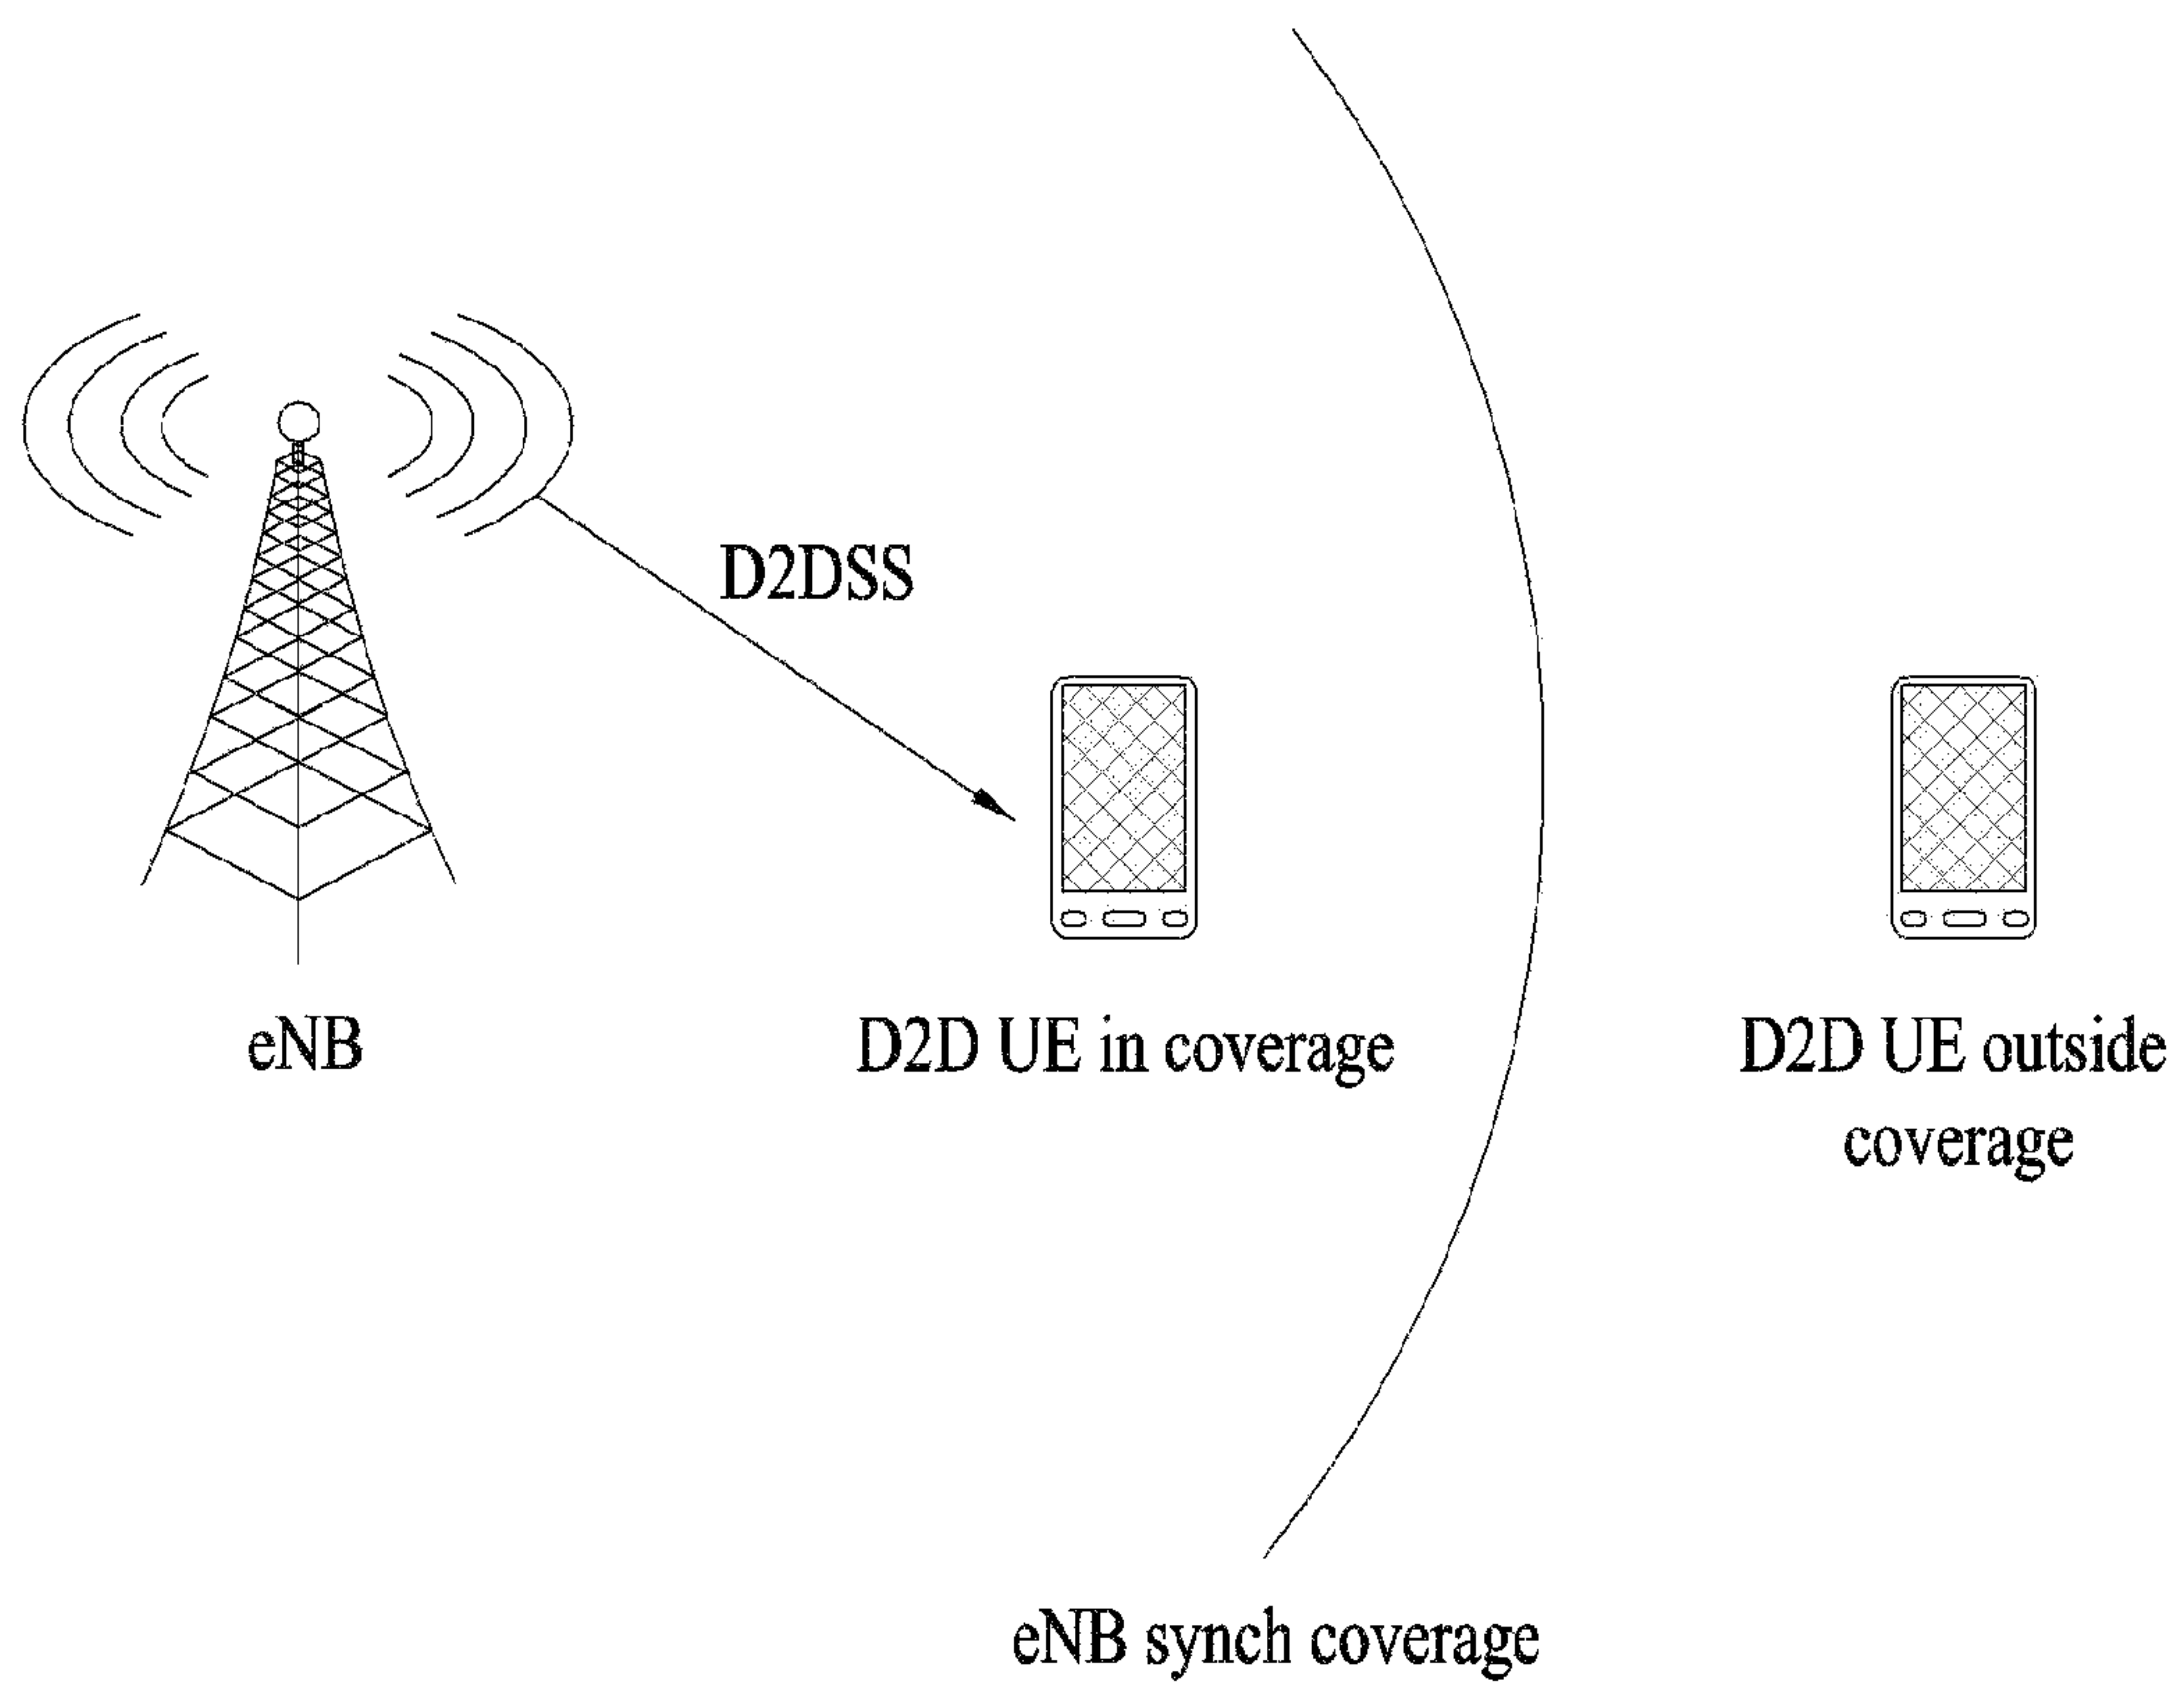 D2DSS
eNB
D2D UE in coverage
D2D UE outside
coverage
eNB synch coverage